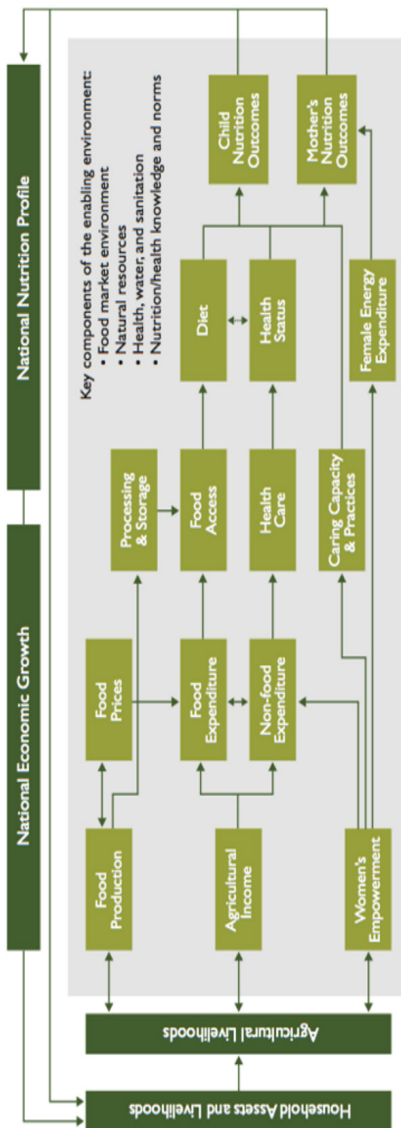 National Economic Growth
National Nutrition Profile
Household Assets and Livelihoods
Agricultural Livelihoods
Key components of the enabling environment:
• Food market environment
• Natural resources
• Health, water, and sanitation
• Nutrition/health knowledge and norms
Food
Production
Food
Prices
Processing
& Storage
Agricultural
Income
Food
Expenditure
Food
Access
Diet
Child
Nutrition
Outcomes
Non-food
Expenditure
Health
Care
Health
Status
Mother's
Nutrition
Outcomes
Women's
Empowerment
Caring Capacity
& Practices
Female Energy
Expenditure